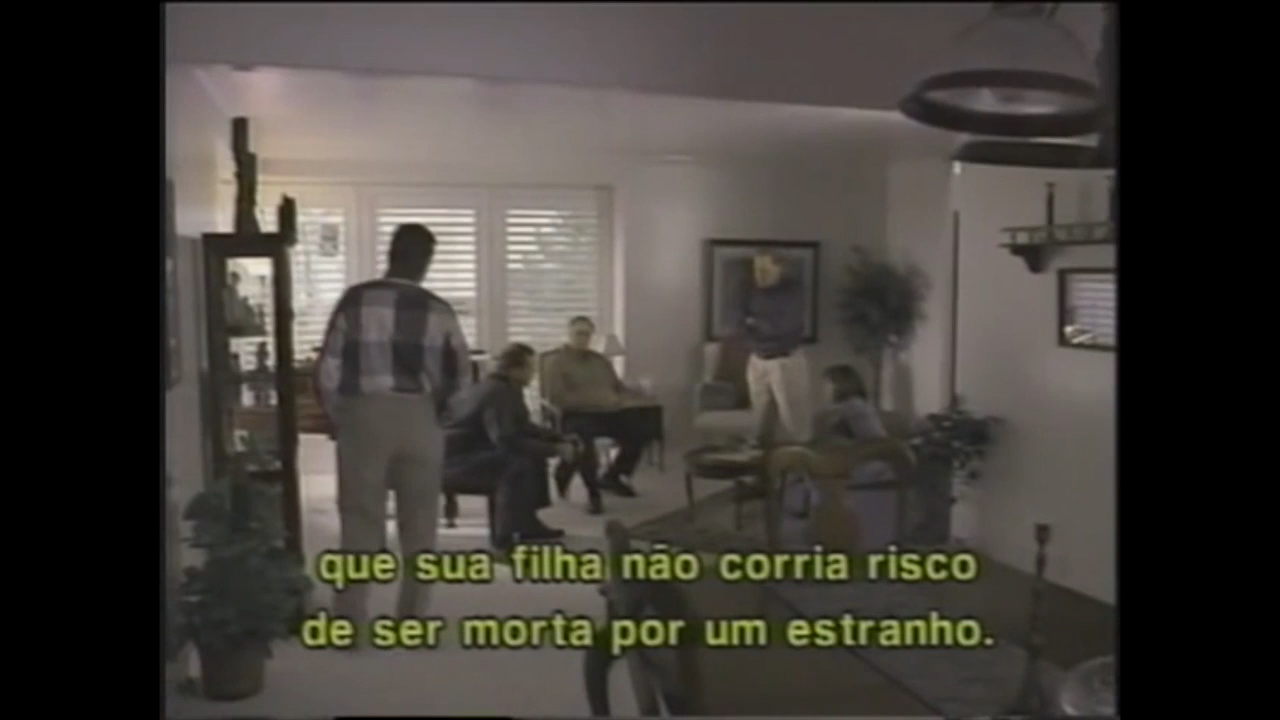 que sua filha não corria risco
de ser morta por um estranho.